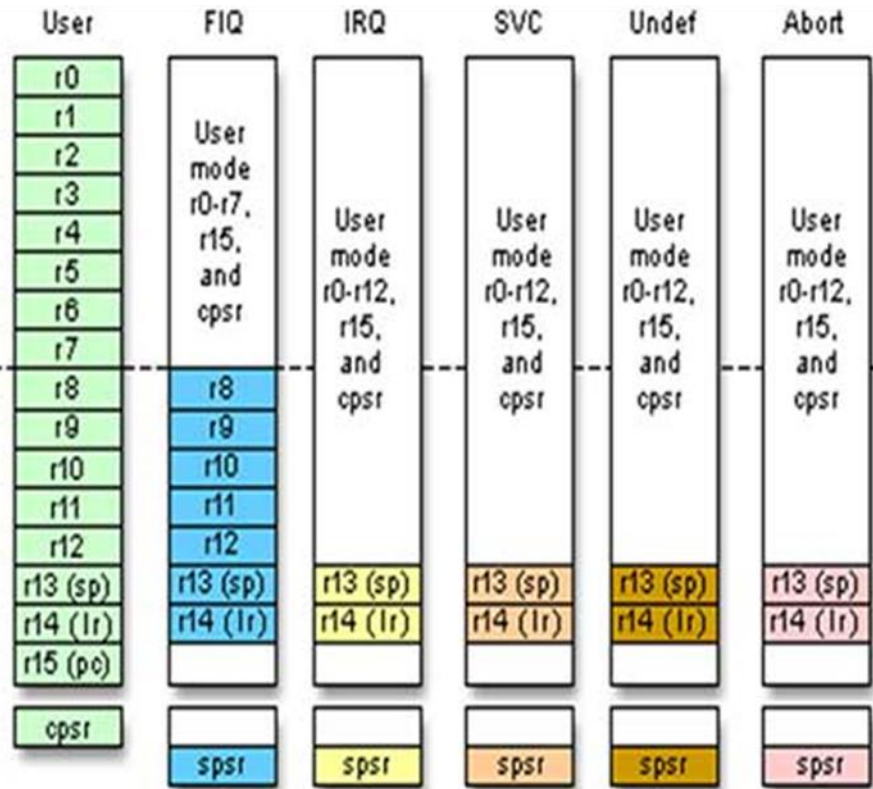 User
FIQ
IRQ
SVC
Undef
Abort
r0
r1
r2
r3
r4
r5
r6
r7
r8
r9
r10
r11
r12
r13 (sp)
r14 (lr)
r15 (pc)
cpsr
User
mode
r0-r7,
r15,
and
cpsr
r8
r9
r10
r11
r12
r13 (sp)
r14 (lr)
spsr
User
mode
r0-r12,
r15,
and
cpsr
r13 (sp)
r14 (lr)
spsr
User
mode
r0-r12,
r15,
and
cpsr
r13 (sp)
r14 (lr)
spsr
User
mode
r0-r12,
r15,
and
cpsr
r13 (sp)
r14 (lr)
spsr
User
mode
r0-r12,
r15,
and
cpsr
r13 (sp)
r14 (lr)
spsr